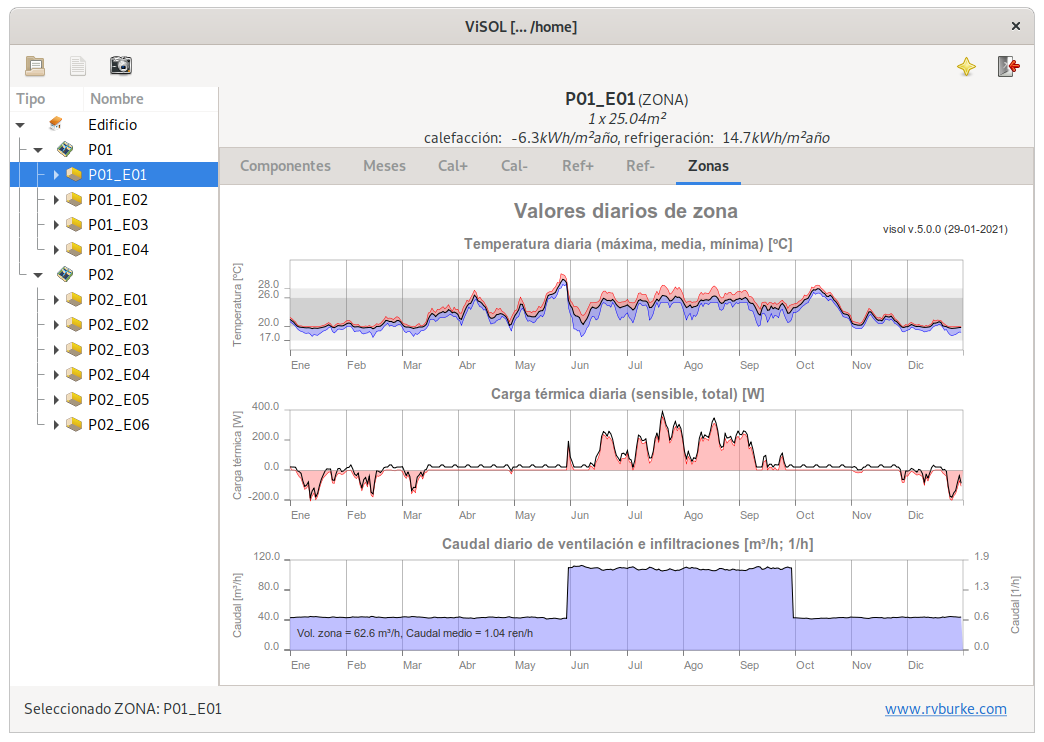 ViSOL [... /home]
×
Tipo Nombre
Edificio
P01
P01_E01
P01_E02
P01_E03
P01_E04
P02
P02_E01
P02_E02
P02_E03
P02_E04
P02_E05
P02_E06
P01_E01 (ZONA)
1 x 25.04m²
calefacción: -6.3kWh/m²año, refrigeración: 14.7kWh/m²año
Componentes Meses Cal+ Cal- Ref+ Ref- Zonas
Valores diarios de zona
visol v.5.0.0 (29-01-2021)
Temperatura diaria (máxima, media, mínima) [ºC]
Temperatura [ºC]
28.0
26.0
20.0
17.0
Ene Feb Mar Abr May Jun Jul Ago Sep Oct Nov Dic
Carga térmica diaria (sensible, total) [W]
Carga térmica [W]
400.0
200.0
0.0
-200.0
Ene Feb Mar Abr May Jun Jul Ago Sep Oct Nov Dic
Caudal diario de ventilación e infiltraciones [m³/h; 1/h]
Caudal [m³/h]
120.0 1.9
80.0 1.3
40.0 0.6
0.0 0.0
Caudal [1/h]
Vol. zona = 62.6 m³/h, Caudal medio = 1.04 ren/h
Ene Feb Mar Abr May Jun Jul Ago Sep Oct Nov Dic
Seleccionado ZONA: P01_E01
www.rvburke.com